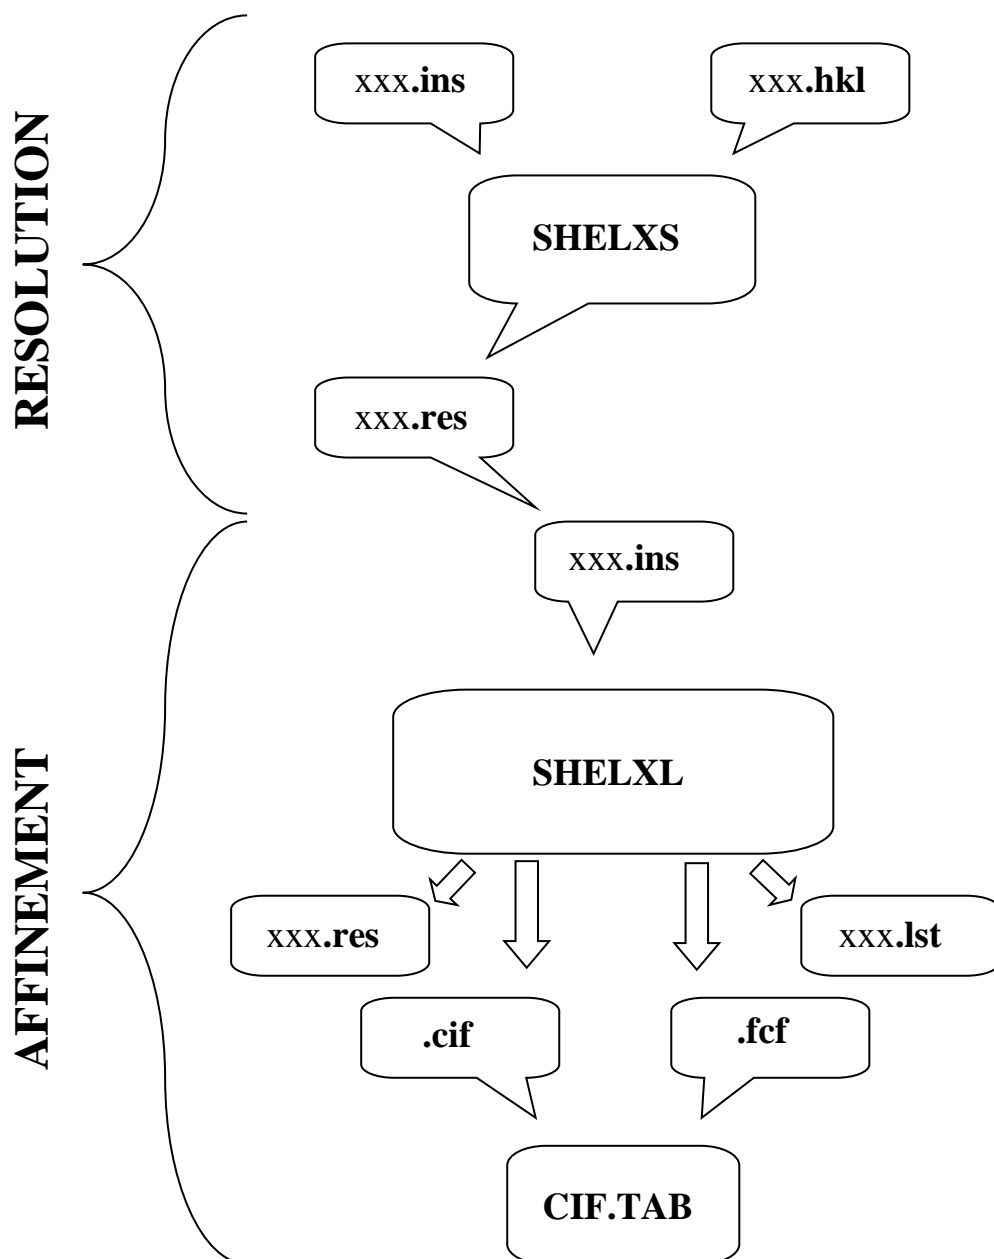 RESOLUTION
xxx.ins
xxx.hkl
SHELXS
xxx.res
AFFINEMENT
xxx.ins
SHELXL
xxx.res
xxx.lst
.cif
.fcf
CIF.TAB